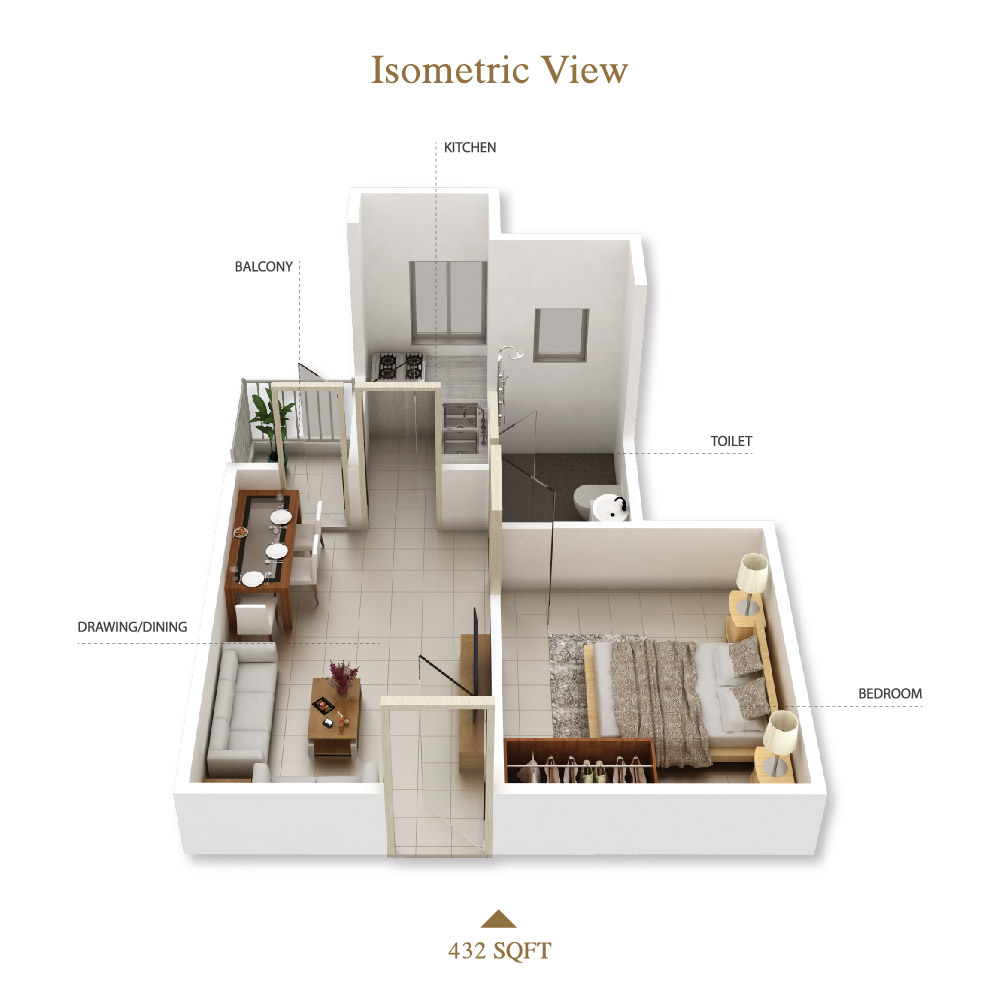 Isometric View
KITCHEN
BALCONY
TOILET
DRAWING/DINING
BEDROOM
432 SQFT